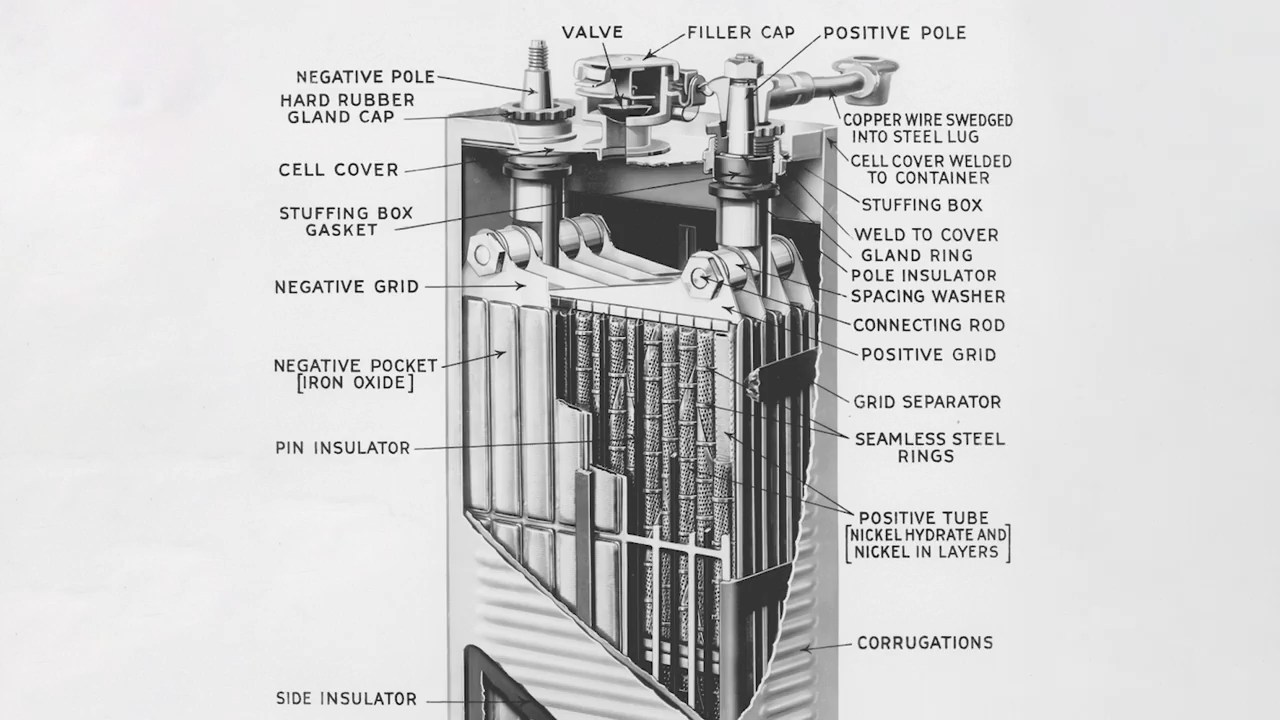 VALVE
FILLER CAP
POSITIVE POLE
NEGATIVE POLE
HARD RUBBER
GLAND CAP
CELL COVER
STUFFING BOX
GASKET
NEGATIVE GRID
NEGATIVE POCKET
[IRON OXIDE]
PIN INSULATOR
SIDE INSULATOR
COPPER WIRE SWEDGED
INTO STEEL LUG
CELL COVER WELDED
TO CONTAINER
STUFFING BOX
WELD TO COVER
GLAND RING
POLE INSULATOR
SPACING WASHER
CONNECTING ROD
POSITIVE GRID
GRID SEPARATOR
SEAMLESS STEEL
RINGS
POSITIVE TUBE
[NICKEL HYDRATE AND
NICKEL IN LAYERS]
CORRUGATIONS